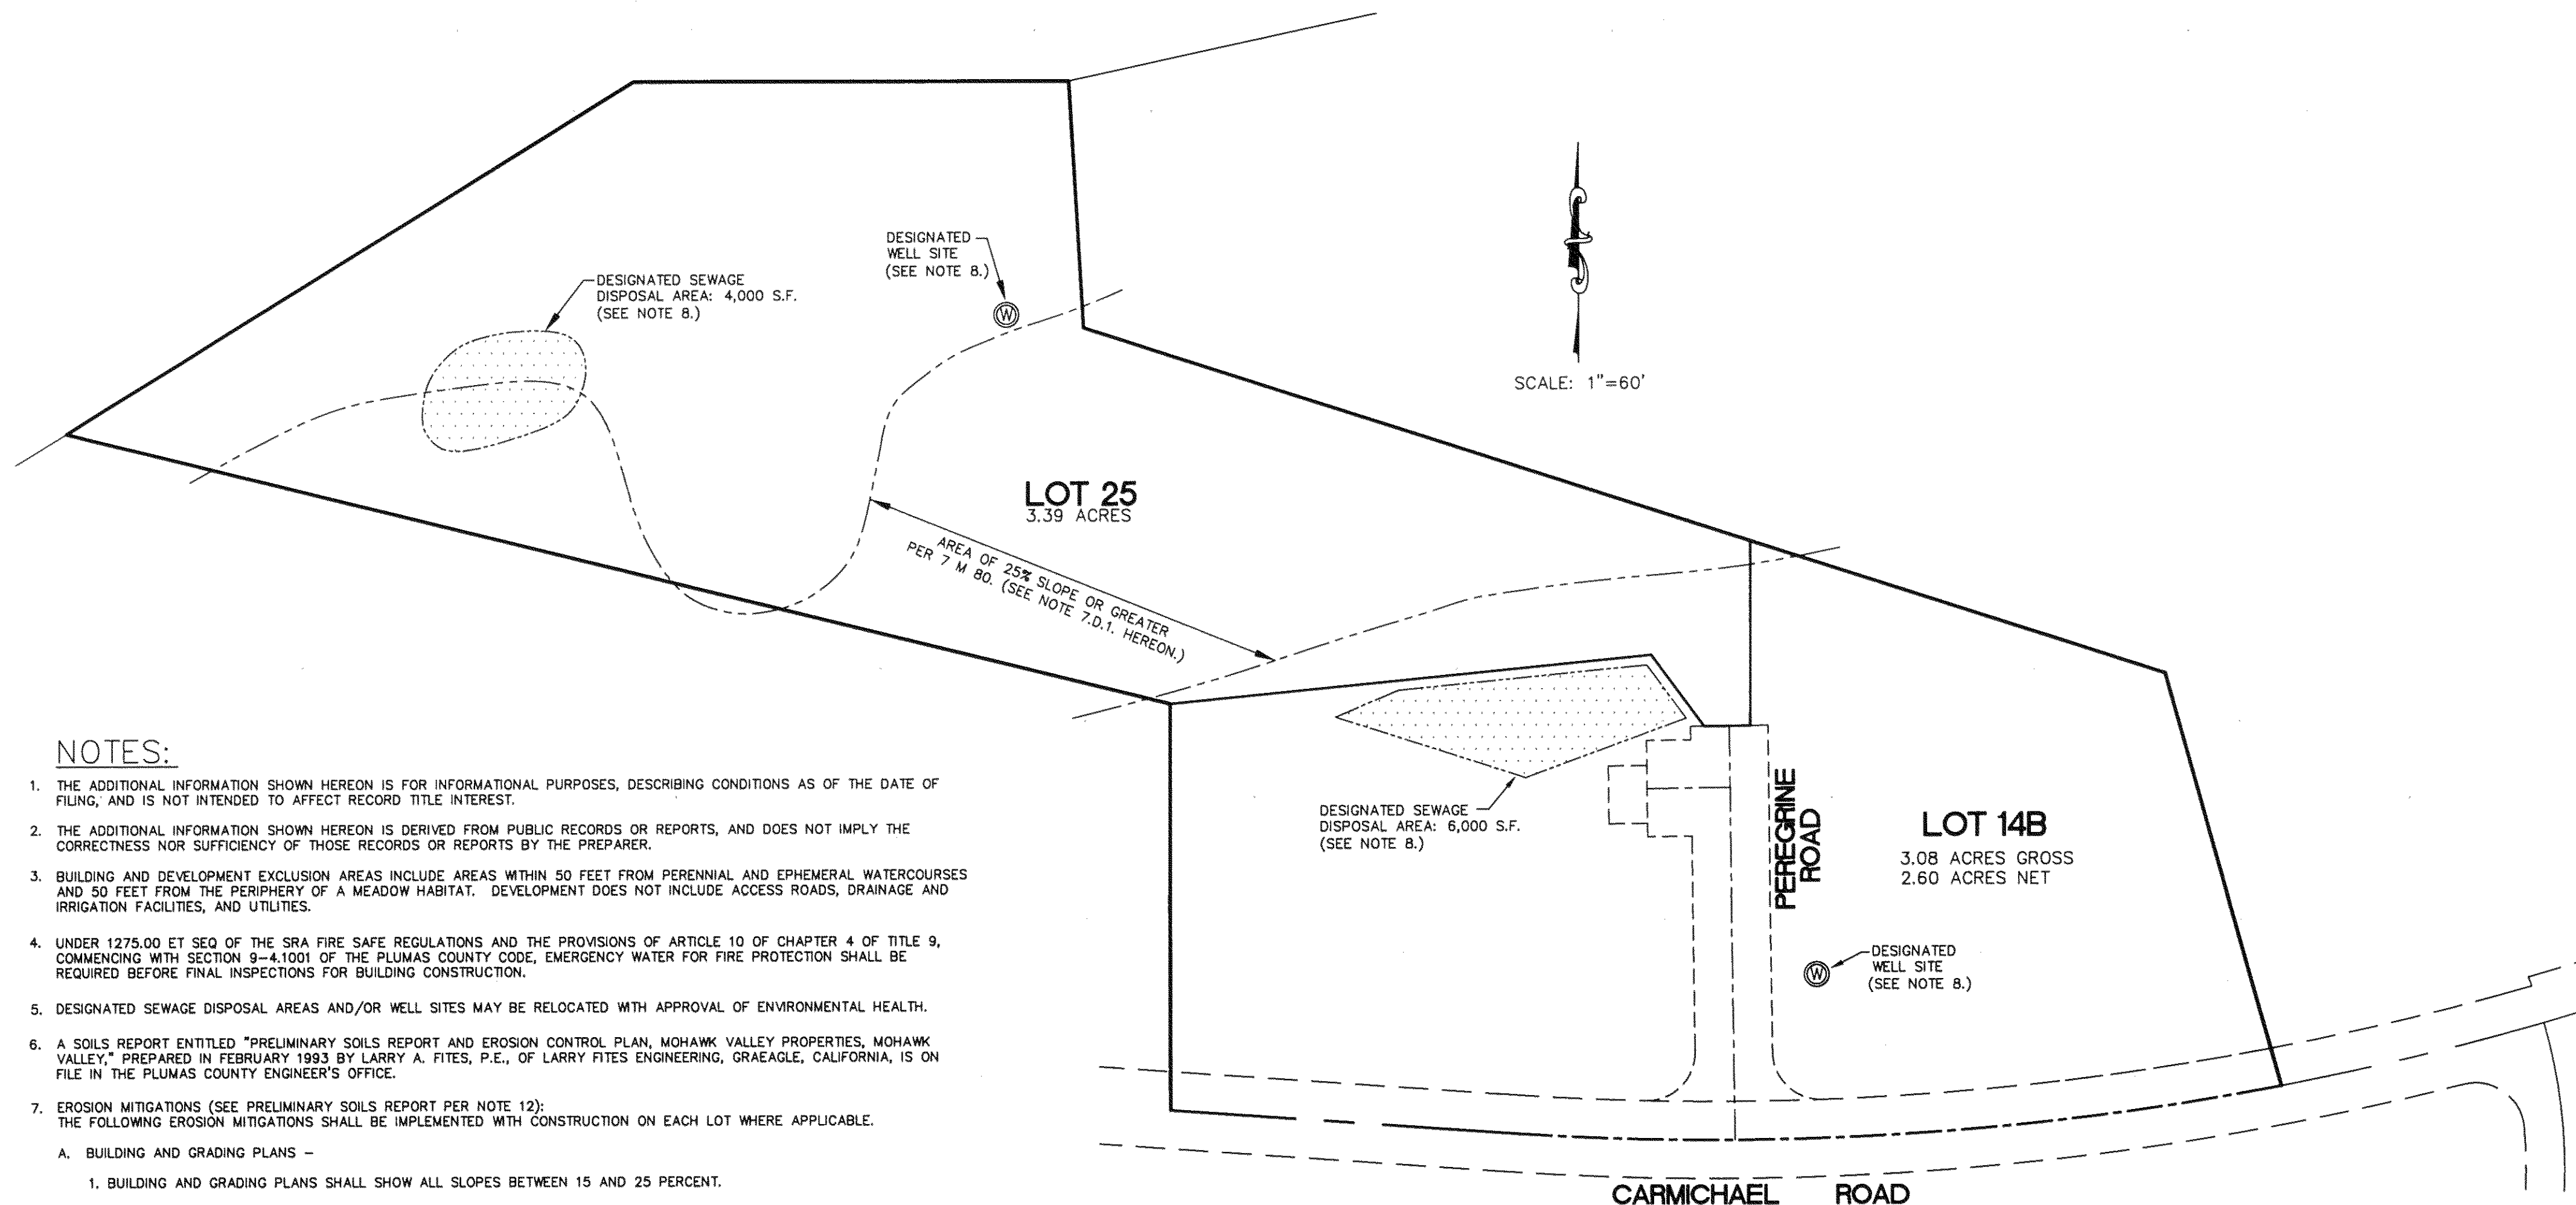 DESIGNATED
WELL SITE
(SEE NOTE 8.)
W
DESIGNATED SEWAGE
DISPOSAL AREA: 4,000 S.F.
(SEE NOTE 8.)
SCALE: 1"=60'
LOT 25
3.39 ACRES
AREA OF 25% SLOPE OR GREATER
PER 7 M 80. (SEE NOTE 7.D.1. HEREON.)
DESIGNATED SEWAGE
DISPOSAL AREA: 6,000 S.F.
(SEE NOTE 8.)
PEREGRINE
ROAD
LOT 14B
3.08 ACRES GROSS
2.60 ACRES NET
DESIGNATED
WELL SITE
(SEE NOTE 8.)
W
CARMICHAEL ROAD
NOTES:
1. THE ADDITIONAL INFORMATION SHOWN HEREON IS FOR INFORMATIONAL PURPOSES, DESCRIBING CONDITIONS AS OF THE DATE OF
FILING, AND IS NOT INTENDED TO AFFECT RECORD TITLE INTEREST.
2. THE ADDITIONAL INFORMATION SHOWN HEREON IS DERIVED FROM PUBLIC RECORDS OR REPORTS, AND DOES NOT IMPLY THE
CORRECTNESS NOR SUFFICIENCY OF THOSE RECORDS OR REPORTS BY THE PREPARER.
3. BUILDING AND DEVELOPMENT EXCLUSION AREAS INCLUDE AREAS WITHIN 50 FEET FROM PERENNIAL AND EPHEMERAL WATERCOURSES
AND 50 FEET FROM THE PERIPHERY OF A MEADOW HABITAT. DEVELOPMENT DOES NOT INCLUDE ACCESS ROADS, DRAINAGE AND
IRRIGATION FACILITIES, AND UTILITIES.
4. UNDER 1275.00 ET SEQ OF THE SRA FIRE SAFE REGULATIONS AND THE PROVISIONS OF ARTICLE 10 OF CHAPTER 4 OF TITLE 9,
COMMENCING WITH SECTION 9-4.1001 OF THE PLUMAS COUNTY CODE, EMERGENCY WATER FOR FIRE PROTECTION SHALL BE
REQUIRED BEFORE FINAL INSPECTIONS FOR BUILDING CONSTRUCTION.
5. DESIGNATED SEWAGE DISPOSAL AREAS AND/OR WELL SITES MAY BE RELOCATED WITH APPROVAL OF ENVIRONMENTAL HEALTH.
6. A SOILS REPORT ENTITLED "PRELIMINARY SOILS REPORT AND EROSION CONTROL PLAN, MOHAWK VALLEY PROPERTIES, MOHAWK
VALLEY," PREPARED IN FEBRUARY 1993 BY LARRY A. FITES, P.E., OF LARRY FITES ENGINEERING, GRAEAGLE, CALIFORNIA, IS ON
FILE IN THE PLUMAS COUNTY ENGINEER'S OFFICE.
7. EROSION MITIGATIONS (SEE PRELIMINARY SOILS REPORT PER NOTE 12):
THE FOLLOWING EROSION MITIGATIONS SHALL BE IMPLEMENTED WITH CONSTRUCTION ON EACH LOT WHERE APPLICABLE.
A. BUILDING AND GRADING PLANS –
1. BUILDING AND GRADING PLANS SHALL SHOW ALL SLOPES BETWEEN 15 AND 25 PERCENT.